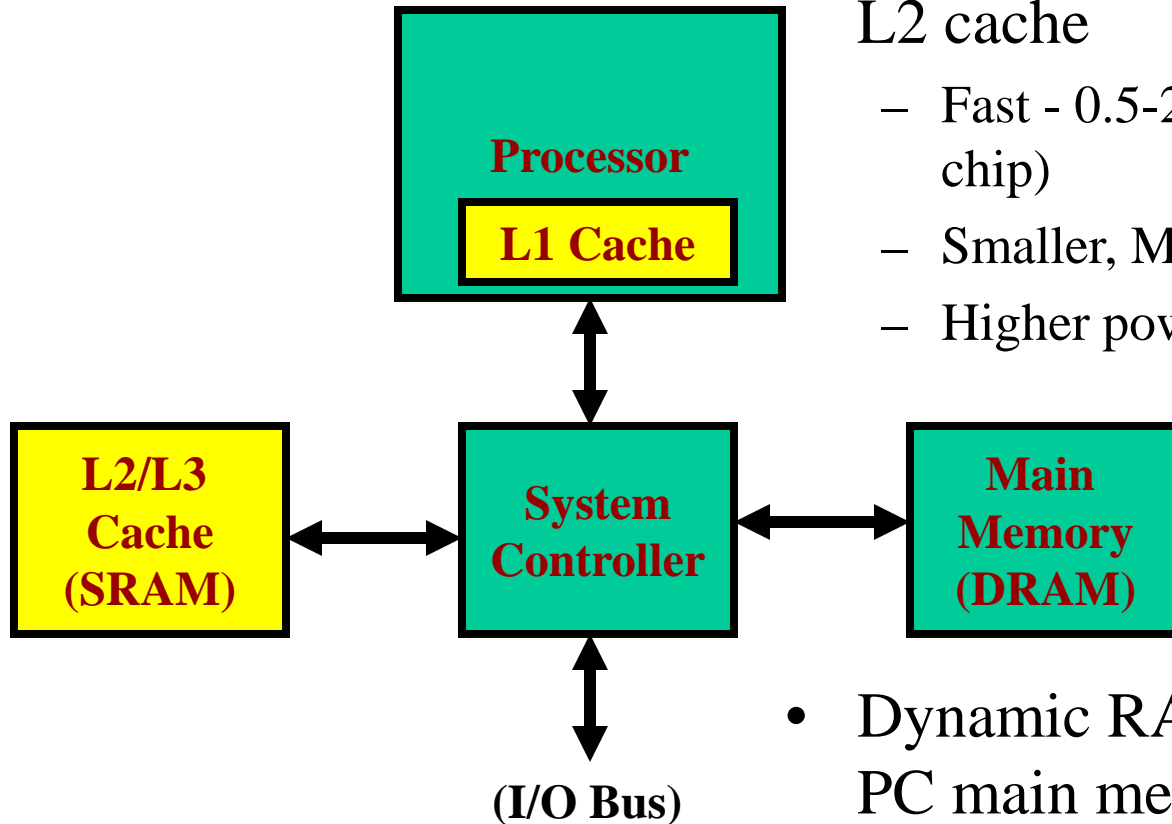 L2 cache
– Fast - 0.5-2
chip)
– Smaller, M
– Higher pow
Processor
L1 Cache
L2/L3
Cache
(SRAM)
System
Controller
Main
Memory
(DRAM)
(I/O Bus)
• Dynamic RA
PC main me